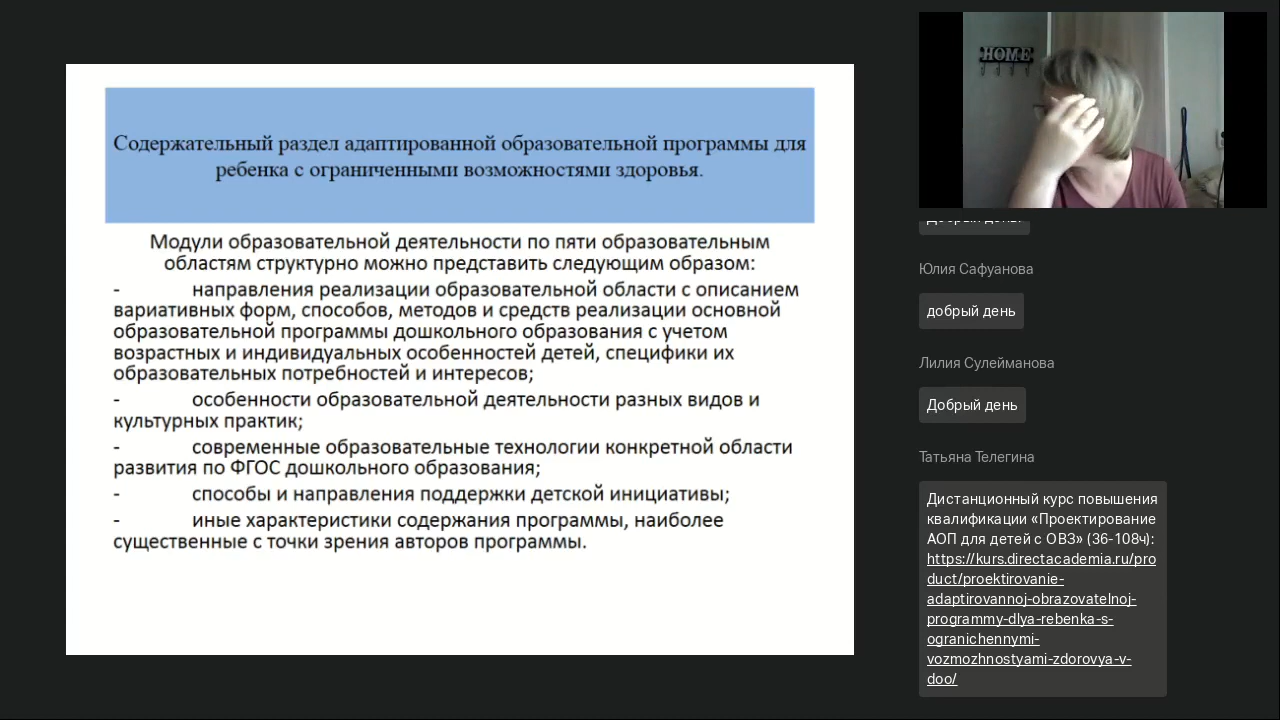 Содержательный раздел адаптированной образовательной программы для
ребенка с ограниченными возможностями здоровья.
Модули образовательной деятельности по пяти образовательным
областям структурно можно представить следующим образом:
- направления реализации образовательной области с описанием
вариативных форм, способов, методов и средств реализации основной
образовательной программы дошкольного образования с учетом
возрастных и индивидуальных особенностей детей, специфики их
образовательных потребностей и интересов;
- особенности образовательной деятельности разных видов и
культурных практик;
- современные образовательные технологии конкретной области
развития по ФГОС дошкольного образования;
- способы и направления поддержки детской инициативы;
- иные характеристики содержания программы, наиболее
существенные с точки зрения авторов программы.
HOME
Добрый день!
Юлия Сафуанова
добрый день
Лилия Сулейманова
Добрый день
Татьяна Телегина
Дистанционный курс повышения
квалификации «Проектирование
АОП для детей с ОВЗ» (36-108ч):
https://kurs.directacademia.ru/pro
duct/proektirovanie-
adaptirovannoj-obrazovatelnoj-
programmy-dlya-rebenka-s-
ogranichennymi-
vozmozhnostyami-zdorovya-v-
doo/